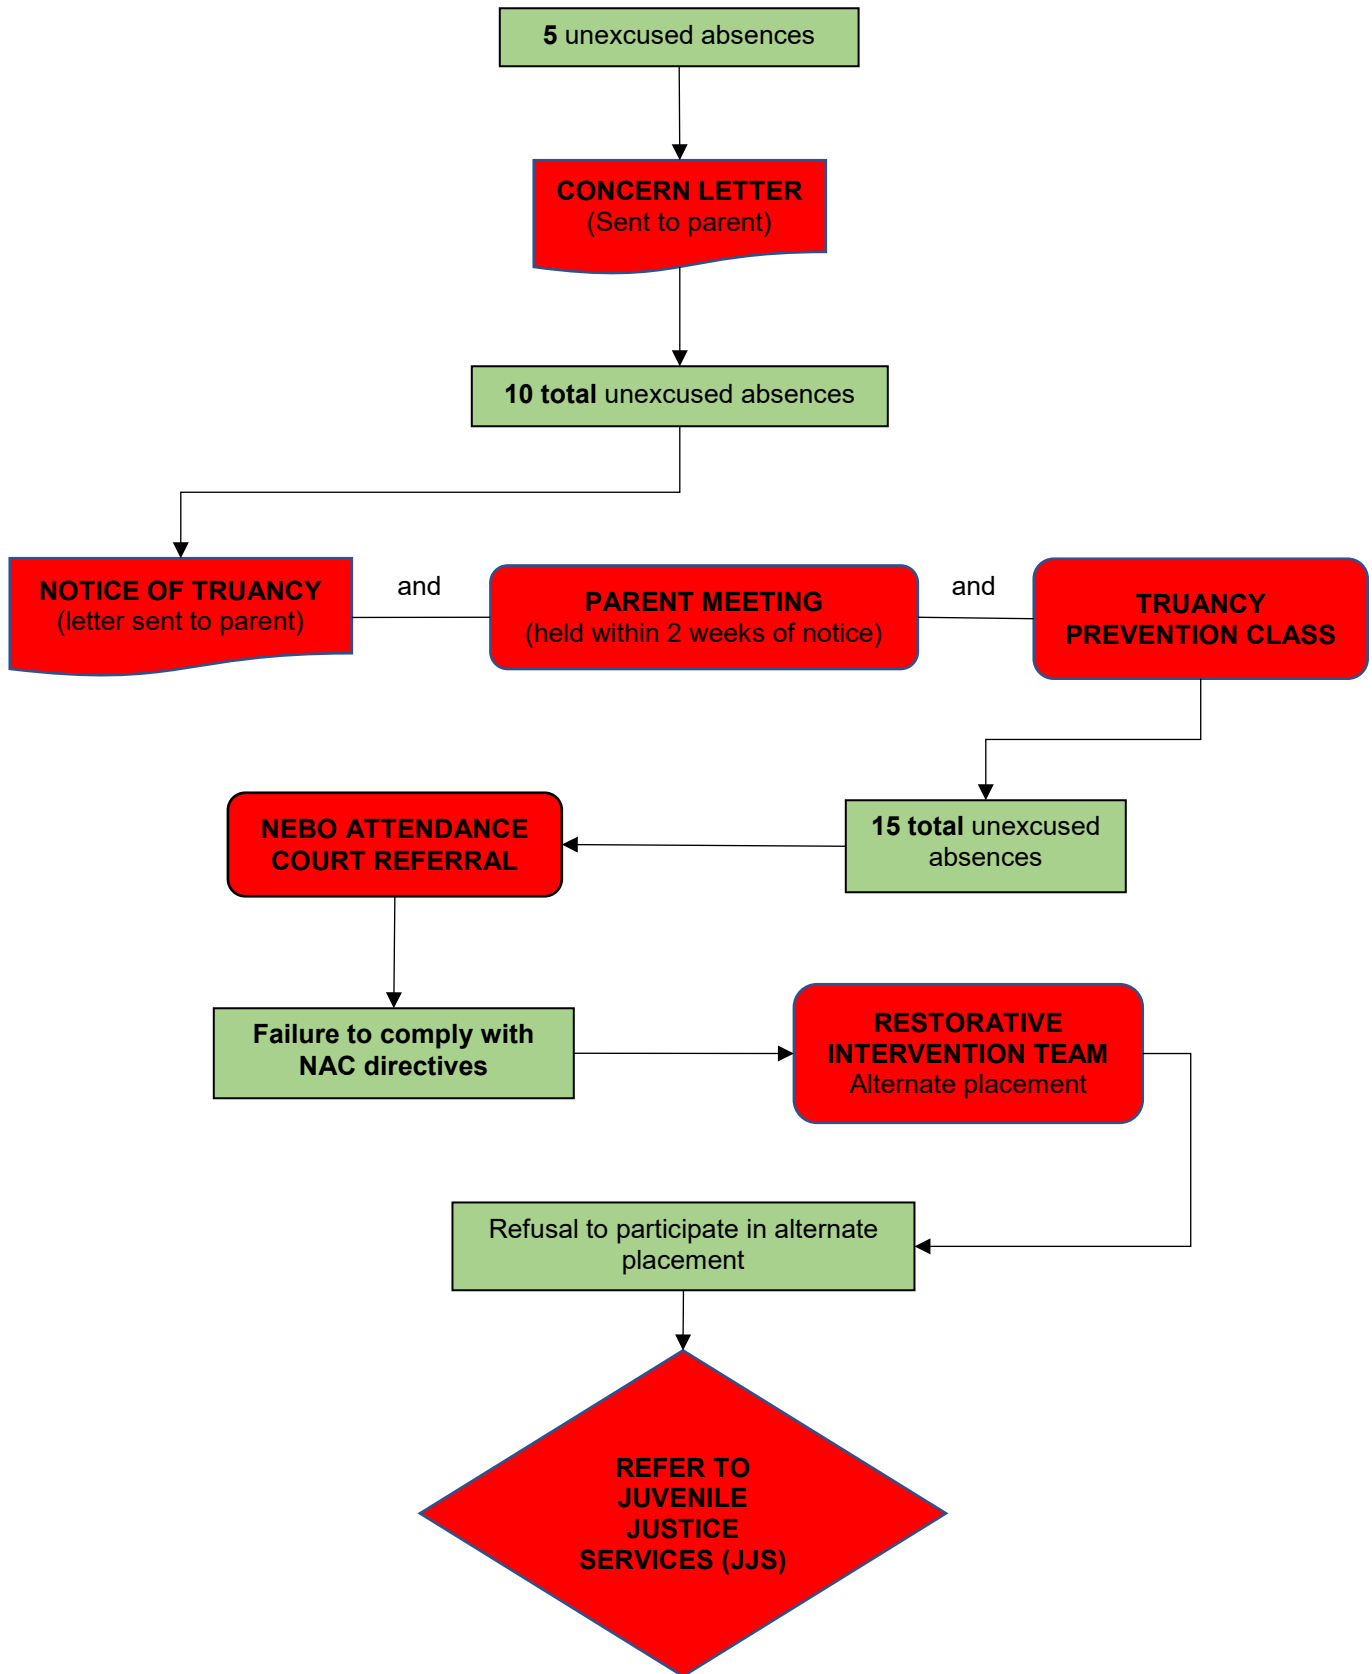 5 unexcused absences
CONCERN LETTER
(Sent to parent)
10 total unexcused absences
NOTICE OF TRUANCY
(letter sent to parent)
and
PARENT MEETING
(held within 2 weeks of notice)
and
TRUANCY
PREVENTION CLASS
15 total unexcused
absences
NEBO ATTENDANCE
COURT REFERRAL
Failure to comply with
NAC directives
RESTORATIVE
INTERVENTION TEAM
Alternate placement
Refusal to participate in alternate
placement
REFER TO
JUVENILE
JUSTICE
SERVICES (JJS)